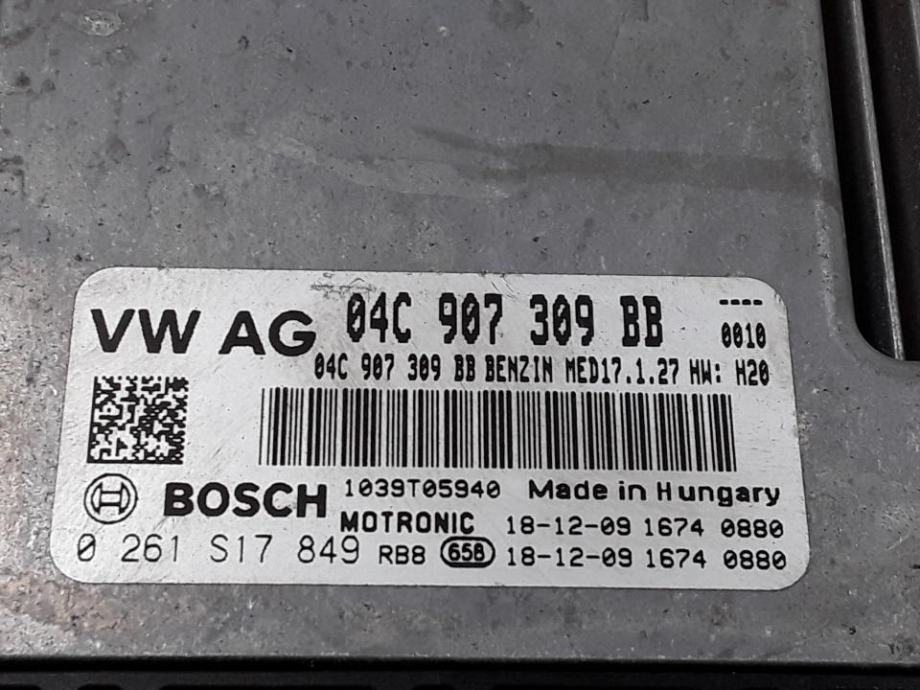 VW AG 04C 907 309 BB ----
0010
04C 907 309 BB BENZIN MED17.1.27 HW: H20
BOSCH 1039T05940 Made in Hungary
MOTRONIC 18-12-09 1674 0880
0 261 S17 849 RB8 65B 18-12-09 1674 0880